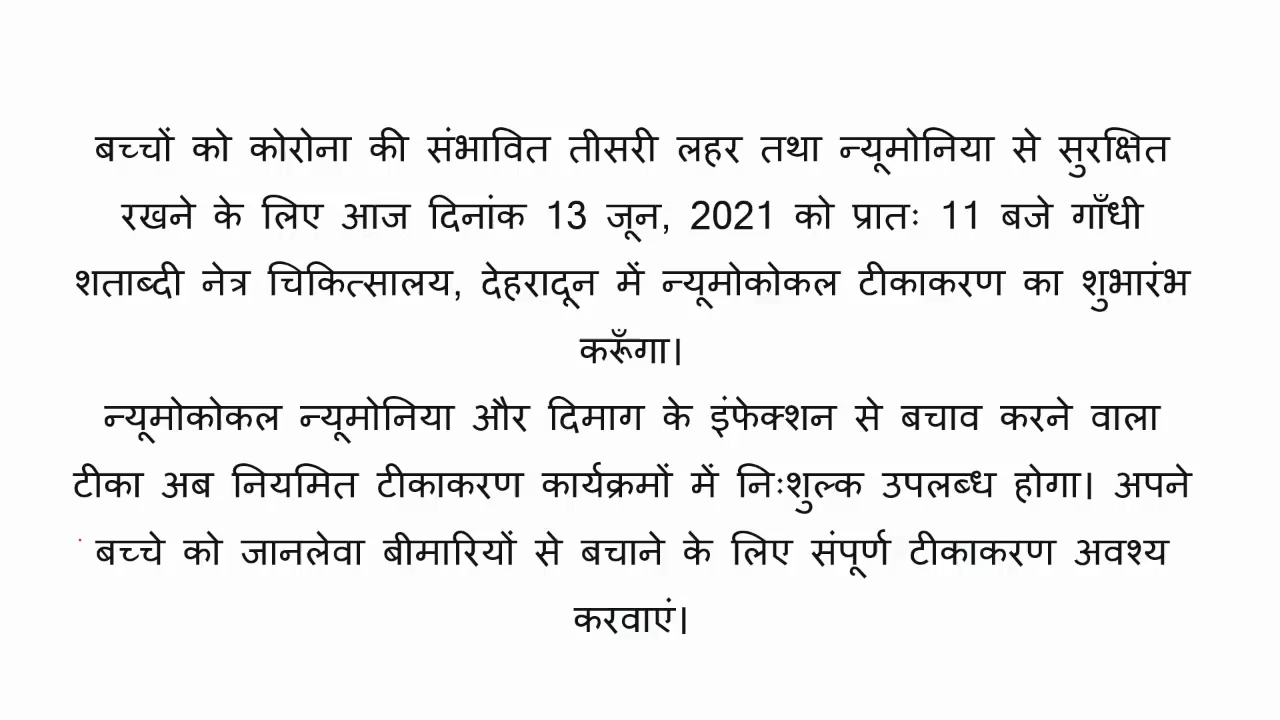 बच्चों को कोरोना की संभावित तीसरी लहर तथा न्यूमोनिया से सुरक्षित
रखने के लिए आज दिनांक 13 जून, 2021 को प्रातः 11 बजे गाँधी
शताब्दी नेत्र चिकित्सालय, देहरादून में न्यूमोकोकल टीकाकरण का शुभारंभ
करूँगा।
न्यूमोकोकल न्यूमोनिया और दिमाग के इंफेक्शन से बचाव करने वाला
टीका अब नियमित टीकाकरण कार्यक्रमों में निःशुल्क उपलब्ध होगा। अपने
बच्चे को जानलेवा बीमारियों से बचाने के लिए संपूर्ण टीकाकरण अवश्य
करवाएं।